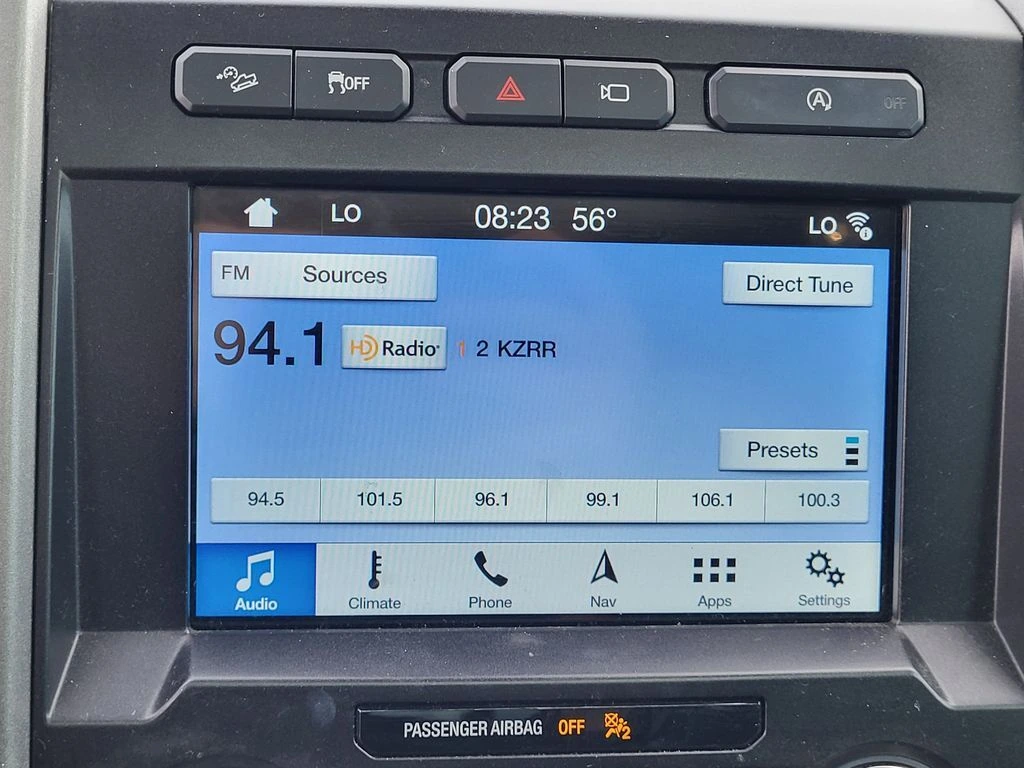 OFF
A OFF
LO 08:23 56° LO
FM Sources
Direct Tune
94.1 HD Radio 1 2 KZRR
Presets
94.5 101.5 96.1 99.1 106.1 100.3
Audio Climate Phone Nav Apps Settings
PASSENGER AIRBAG OFF 2